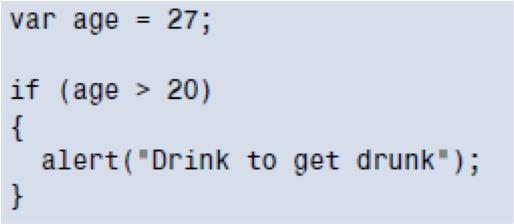 var age = 27;
if (age > 20)
{
alert("Drink to get drunk");
}